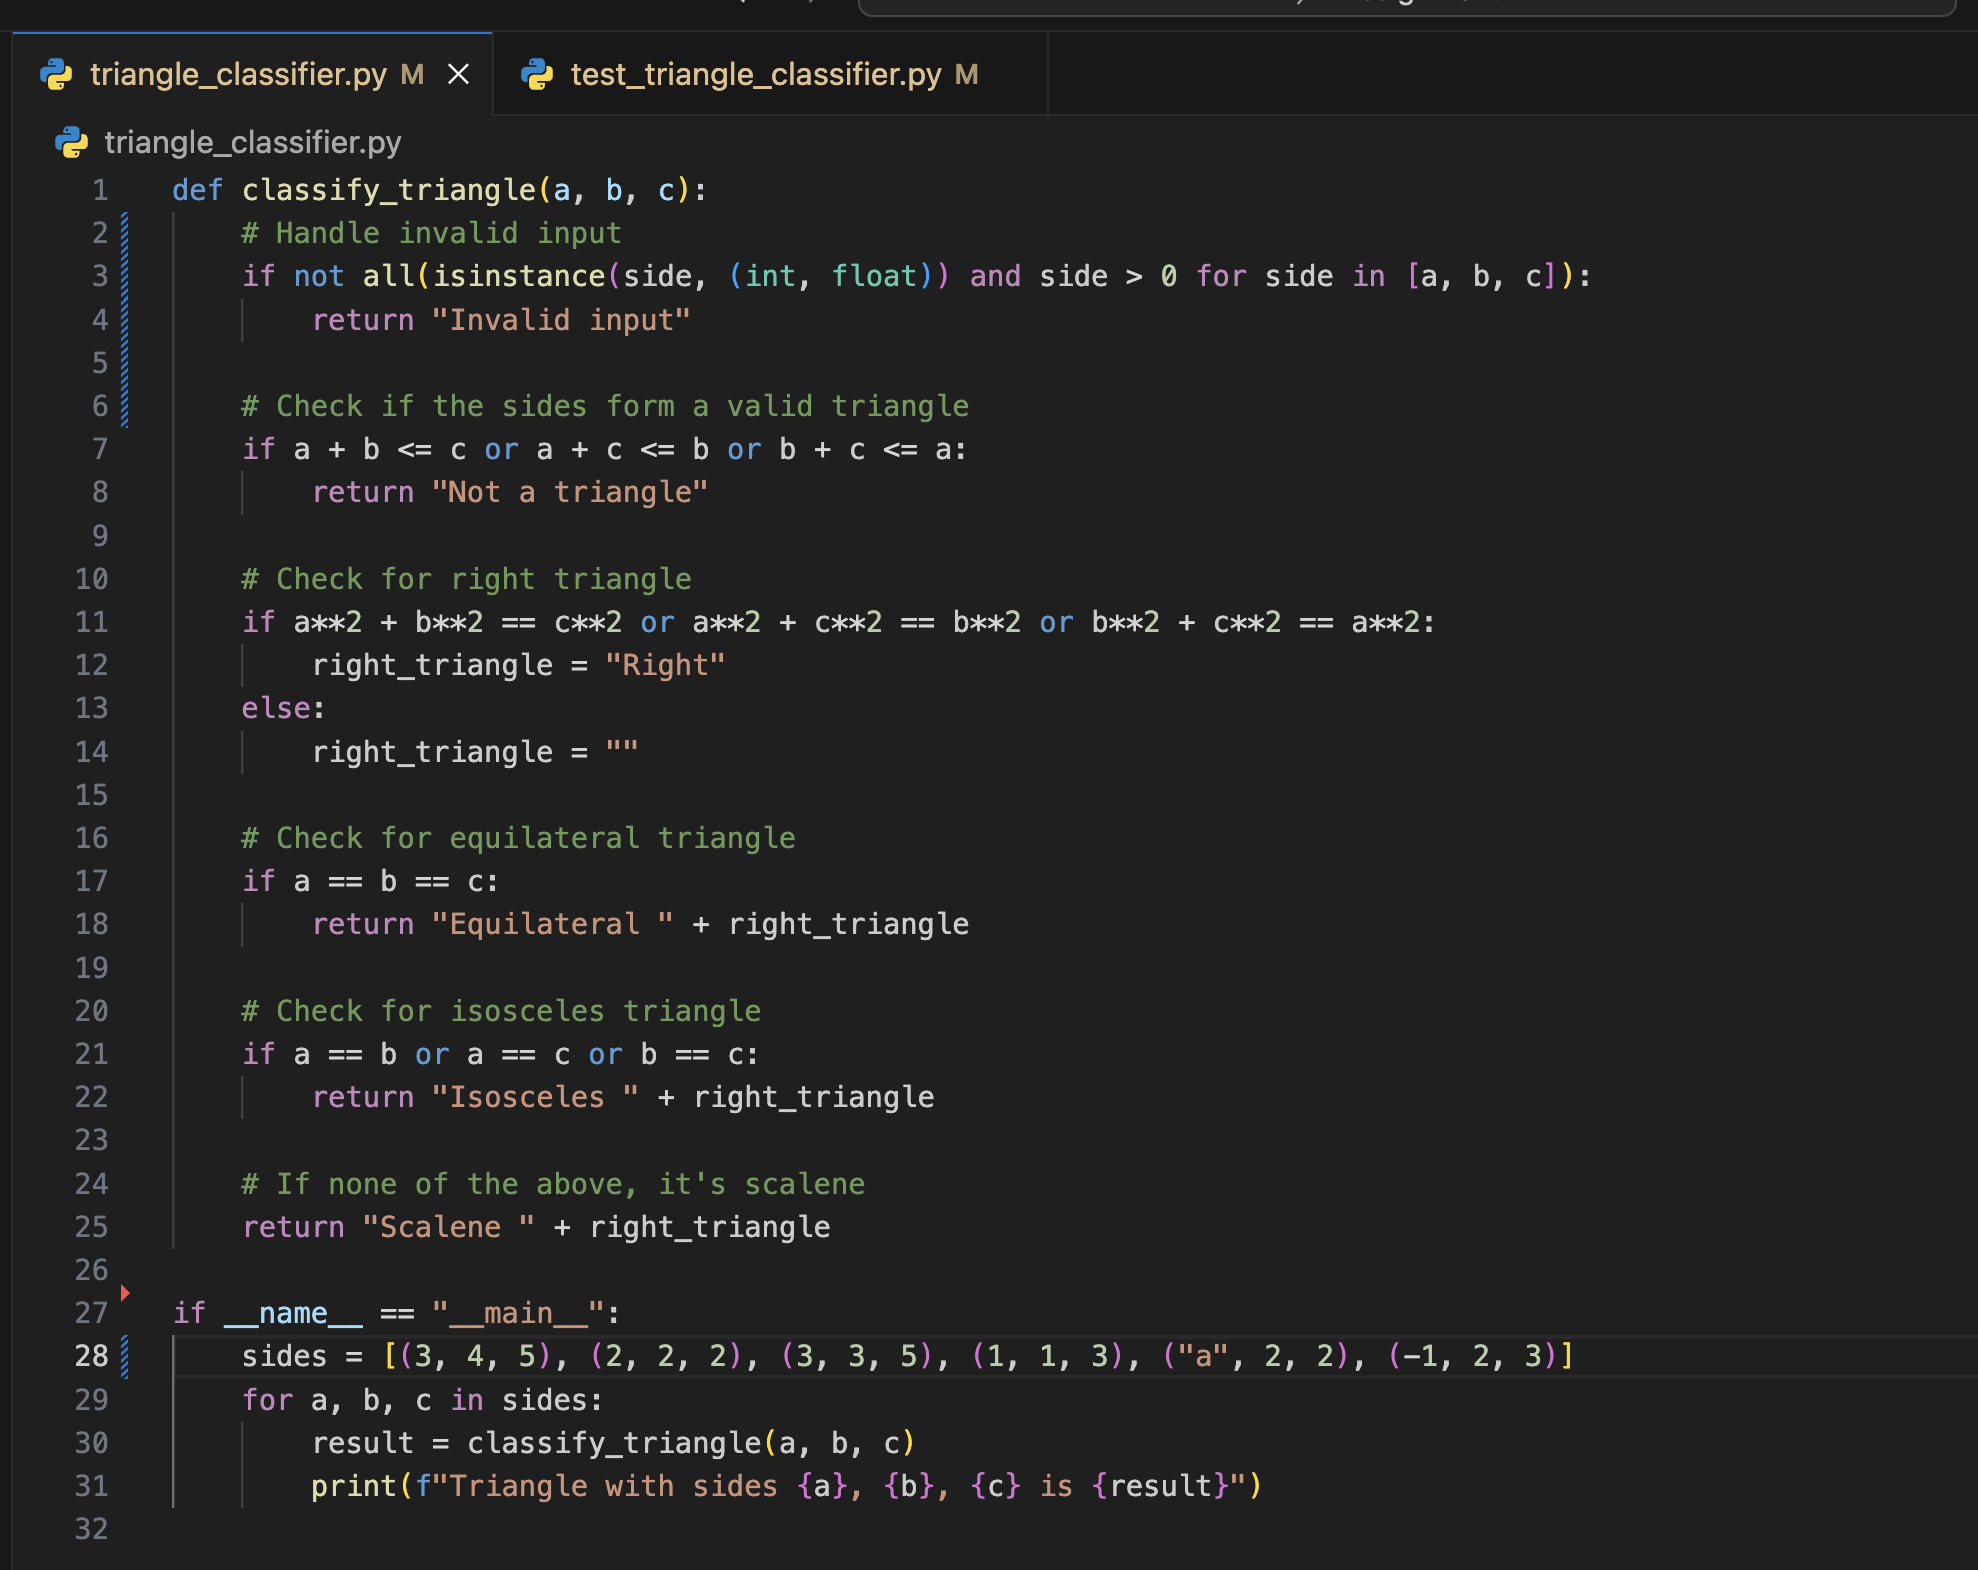 triangle_classifier.py M
test_triangle_classifier.py M
triangle_classifier.py
1 def classify_triangle(a, b, c):
2     # Handle invalid input
3     if not all(isinstance(side, (int, float)) and side > 0 for side in [a, b, c]):
4         return "Invalid input"
5
6     # Check if the sides form a valid triangle
7     if a + b <= c or a + c <= b or b + c <= a:
8         return "Not a triangle"
9
10     # Check for right triangle
11     if a**2 + b**2 == c**2 or a**2 + c**2 == b**2 or b**2 + c**2 == a**2:
12         right_triangle = "Right"
13     else:
14         right_triangle = ""
15
16     # Check for equilateral triangle
17     if a == b == c:
18         return "Equilateral " + right_triangle
19
20     # Check for isosceles triangle
21     if a == b or a == c or b == c:
22         return "Isosceles " + right_triangle
23
24     # If none of the above, it's scalene
25     return "Scalene " + right_triangle
26
27 if __name__ == "__main__":
28     sides = [(3, 4, 5), (2, 2, 2), (3, 3, 5), (1, 1, 3), ("a", 2, 2), (-1, 2, 3)]
29     for a, b, c in sides:
30         result = classify_triangle(a, b, c)
31         print(f"Triangle with sides {a}, {b}, {c} is {result}")
32